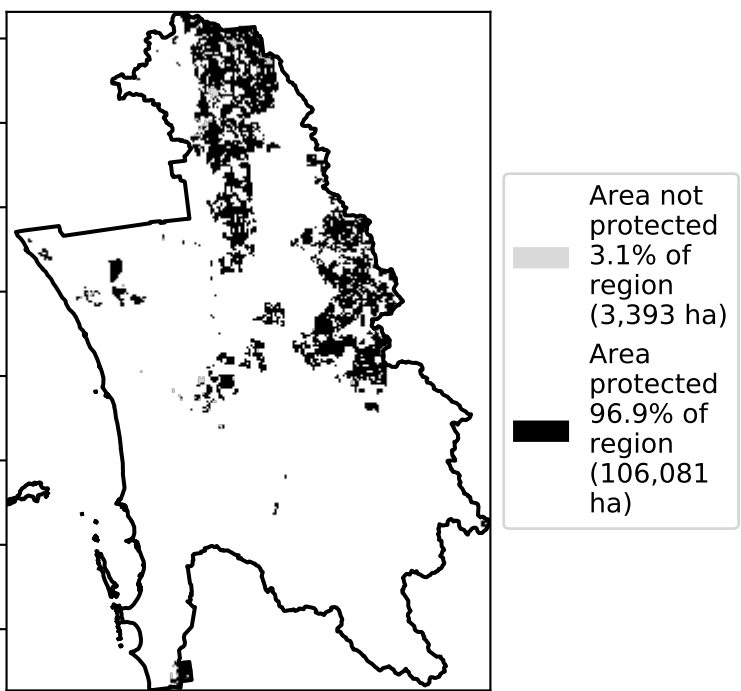 Area not
protected
3.1% of
region
(3,393 ha)
Area
protected
96.9% of
region
(106,081
ha)